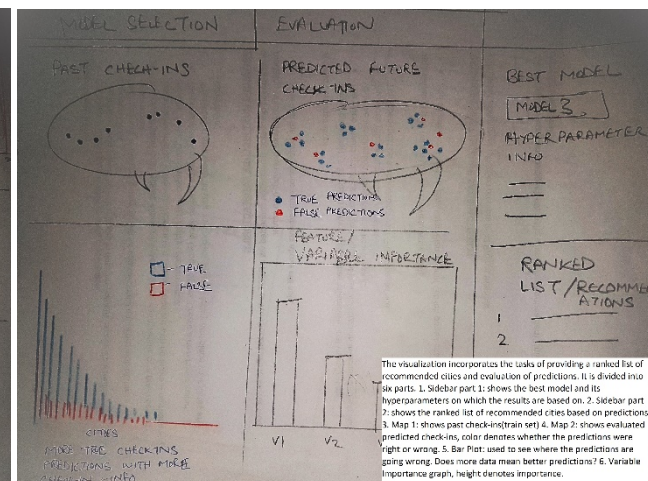 MODEL SELECTION
EVALUATION
PAST CHECK-INS
PREDICTED FUTURE
CHECK-INS
BEST MODEL
MODEL 3
HYPERPARAMETER
INFO
TRUE PREDICTIONS
FALSE PREDICTIONS
FEATURE/
VARIABLE IMPORTANCE
TRUE
FALSE
RANKED
LIST/RECOMME
ATIONS
1
2
V1
V2
CITIES
MORE TRUE CHECKINS
PREDICTIONS WITH MORE
INFO
The visualization incorporates the tasks of providing a ranked list of
recommended cities and evaluation of predictions. It is divided into
six parts. 1. Sidebar part 1: shows the best model and its
hyperparameters on which the results are based on. 2. Sidebar part
2: shows the ranked list of recommended cities based on predictions
3. Map 1: shows past check-ins(train set) 4. Map 2: shows evaluated
predicted check-ins, color denotes whether the predictions were
right or wrong. 5. Bar Plot: used to see where the predictions are
going wrong. Does more data mean better predictions? 6. Variable
Importance graph, height denotes importance.